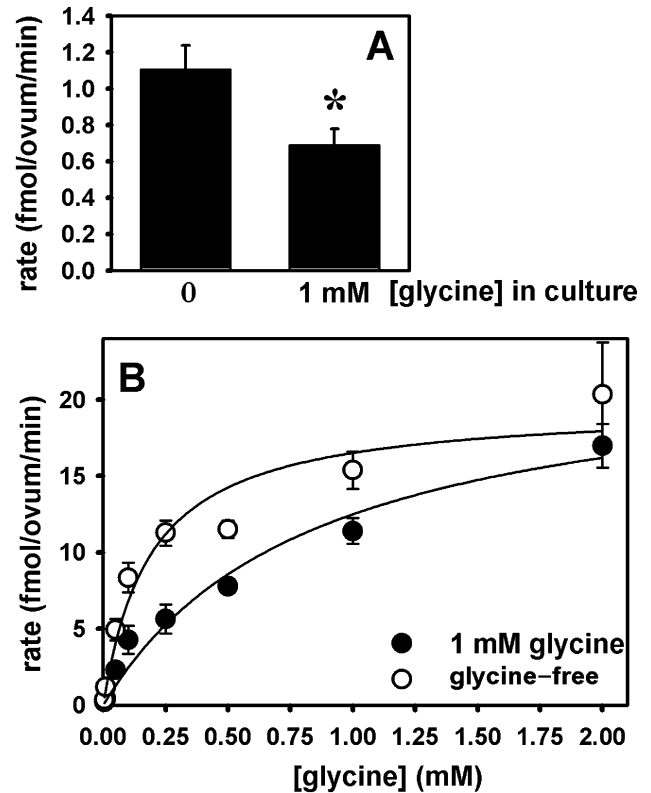 1.4
1.2
1.0
0.8
0.6
0.4
0.2
0.0
rate (fmol/ovum/min)
A
*
0 1 mM [glycine] in culture
B
20
15
10
5
0
rate (fmol/ovum/min)
1 mM glycine
glycine-free
0.00 0.25 0.50 0.75 1.00 1.25 1.50 1.75 2.00
[glycine] (mM)